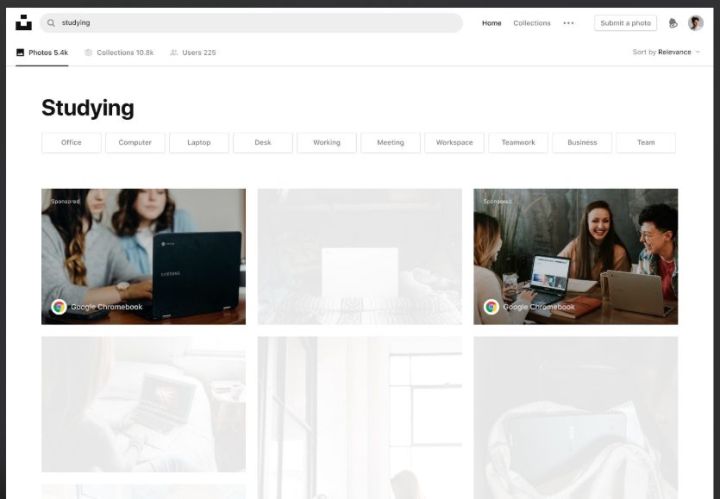 studying
Home
Collections
Submit a photo
Photos 5.4k
Collections 10.8k
Users 225
Sort by Relevance
Studying
office
computer
laptop
desk
working
meeting
workspace
teamwork
business
team
Sponsored
SAMSUNG
Google Chromebook
Sponsored
Google Chromebook